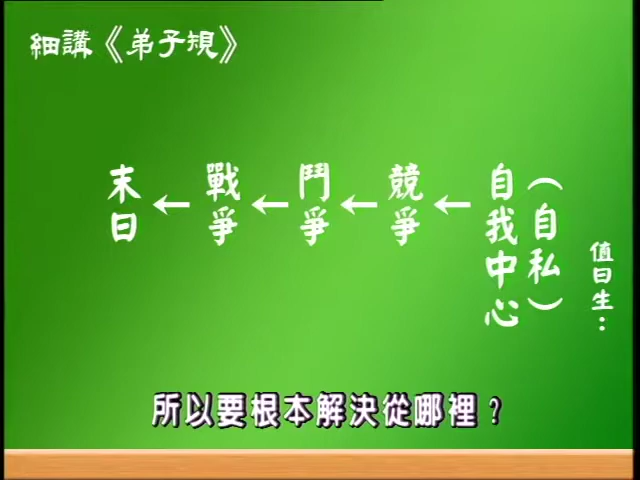 細講《弟子規》
值日生：
（自私）
自我中心
←
競爭
←
鬥爭
←
戰爭
←
末日
所以要根本解決從哪裡？